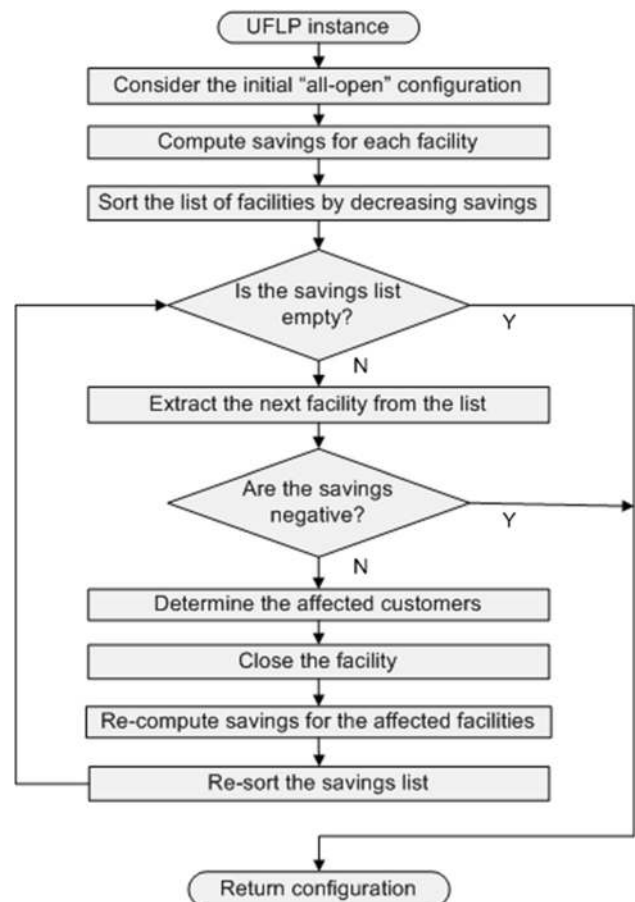 UFLP instance
Consider the initial “all-open” configuration
Compute savings for each facility
Sort the list of facilities by decreasing savings
Is the savings list
empty?
Y
N
Extract the next facility from the list
Are the savings
negative?
Y
N
Determine the affected customers
Close the facility
Re-compute savings for the affected facilities
Re-sort the savings list
Return configuration